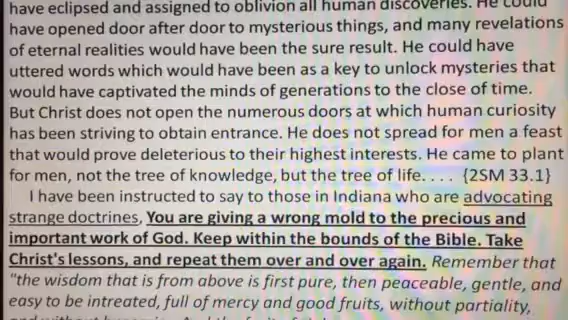 have eclipsed and assigned to oblivion all human discoveries. He could
have opened door after door to mysterious things, and many revelations
of eternal realities would have been the sure result. He could have
uttered words which would have been as a key to unlock mysteries that
would have captivated the minds of generations to the close of time.
But Christ does not open the numerous doors at which human curiosity
has been striving to obtain entrance. He does not spread for men a feast
that would prove deleterious to their highest interests. He came to plant
for men, not the tree of knowledge, but the tree of life. . . . {2SM 33.1}
I have been instructed to say to those in Indiana who are advocating
strange doctrines, You are giving a wrong mold to the precious and
important work of God. Keep within the bounds of the Bible. Take
Christ's lessons, and repeat them over and over again. Remember that
"the wisdom that is from above is first pure, then peaceable, gentle, and
easy to be intreated, full of mercy and good fruits, without partiality,